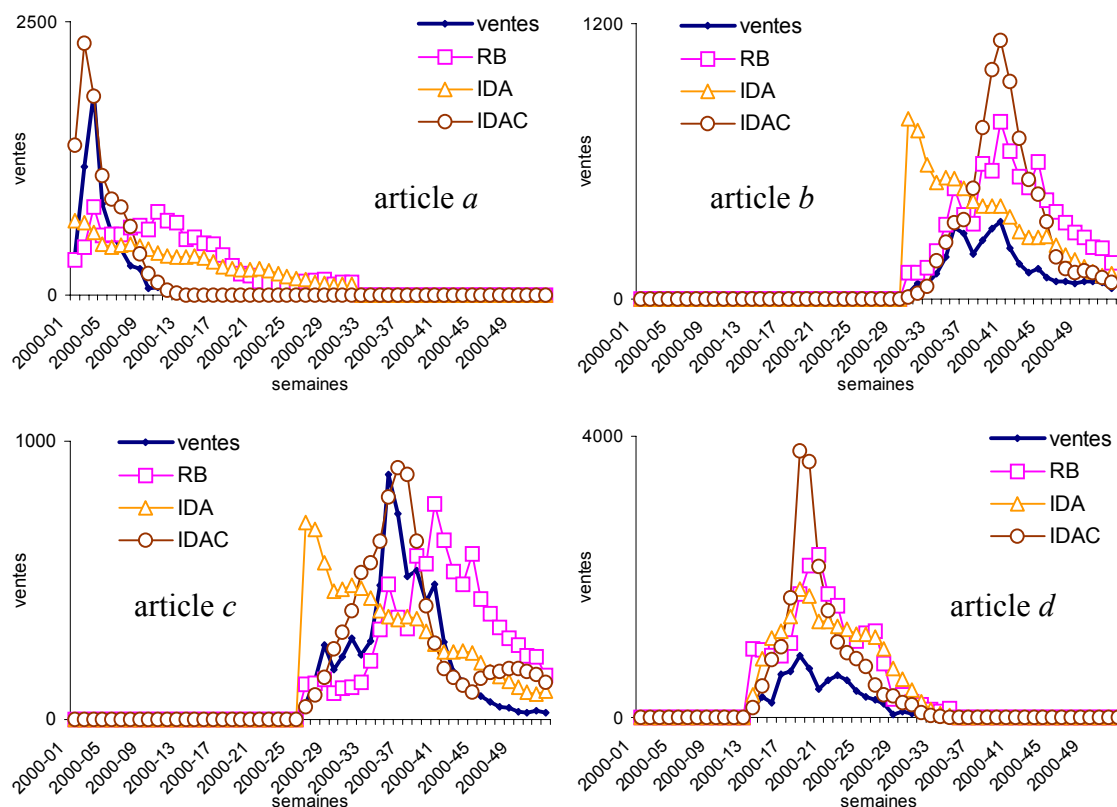 2500
ventes
RB
IDA
IDAC
ventes
article a
0
2000-01
2000-05
2000-09
2000-13
2000-17
2000-21
2000-25
2000-29
2000-33
2000-37
2000-41
2000-45
2000-49
semaines
1200
ventes
RB
IDA
IDAC
ventes
article b
0
2000-01
2000-05
2000-09
2000-13
2000-17
2000-21
2000-25
2000-29
2000-33
2000-37
2000-41
2000-45
2000-49
semaines
1000
ventes
RB
IDA
IDAC
ventes
article c
0
2000-01
2000-05
2000-09
2000-13
2000-17
2000-21
2000-25
2000-29
2000-33
2000-37
2000-41
2000-45
2000-49
semaines
4000
ventes
RB
IDA
IDAC
ventes
article d
0
2000-01
2000-05
2000-09
2000-13
2000-17
2000-21
2000-25
2000-29
2000-33
2000-37
2000-41
2000-45
2000-49
semaines